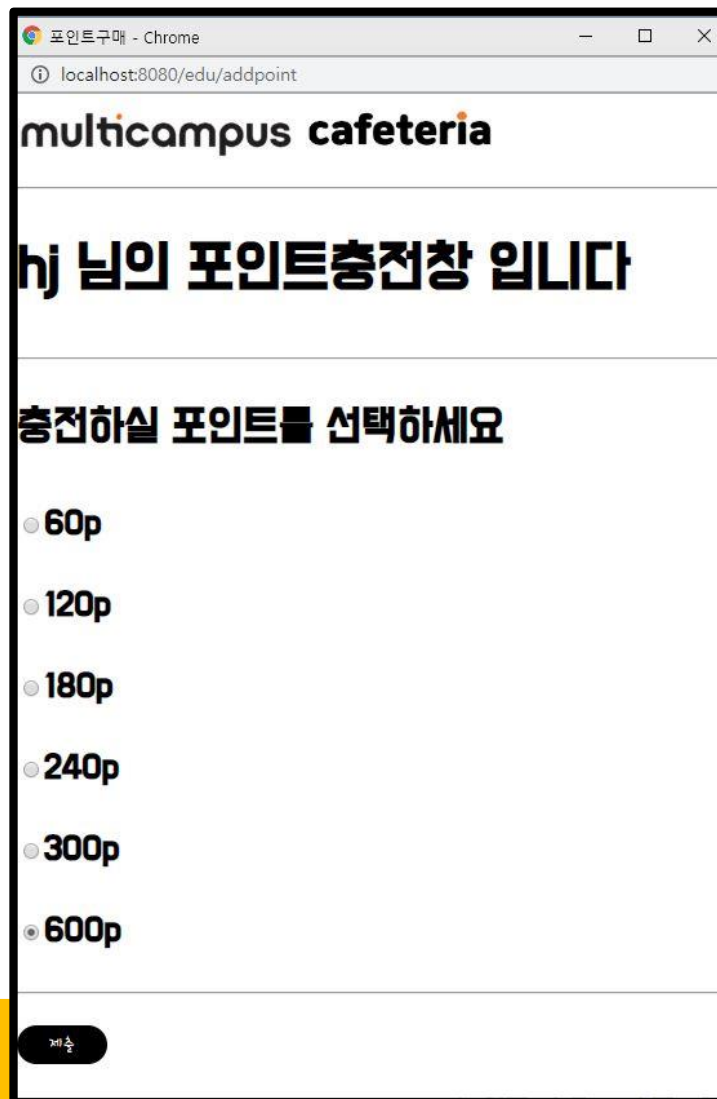 포인트구매 - Chrome
localhost:8080/edu/addpoint
multicampus cafeteria
hj 님의 포인트충전창 입니다
충전하실 포인트를 선택하세요
60p
120p
180p
240p
300p
600p
제출